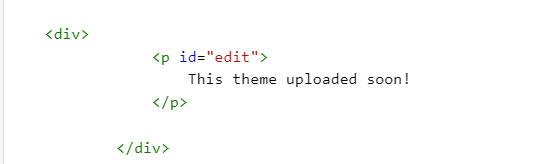 <div>
<p id="edit">
This theme uploaded soon!
</p>
</div>